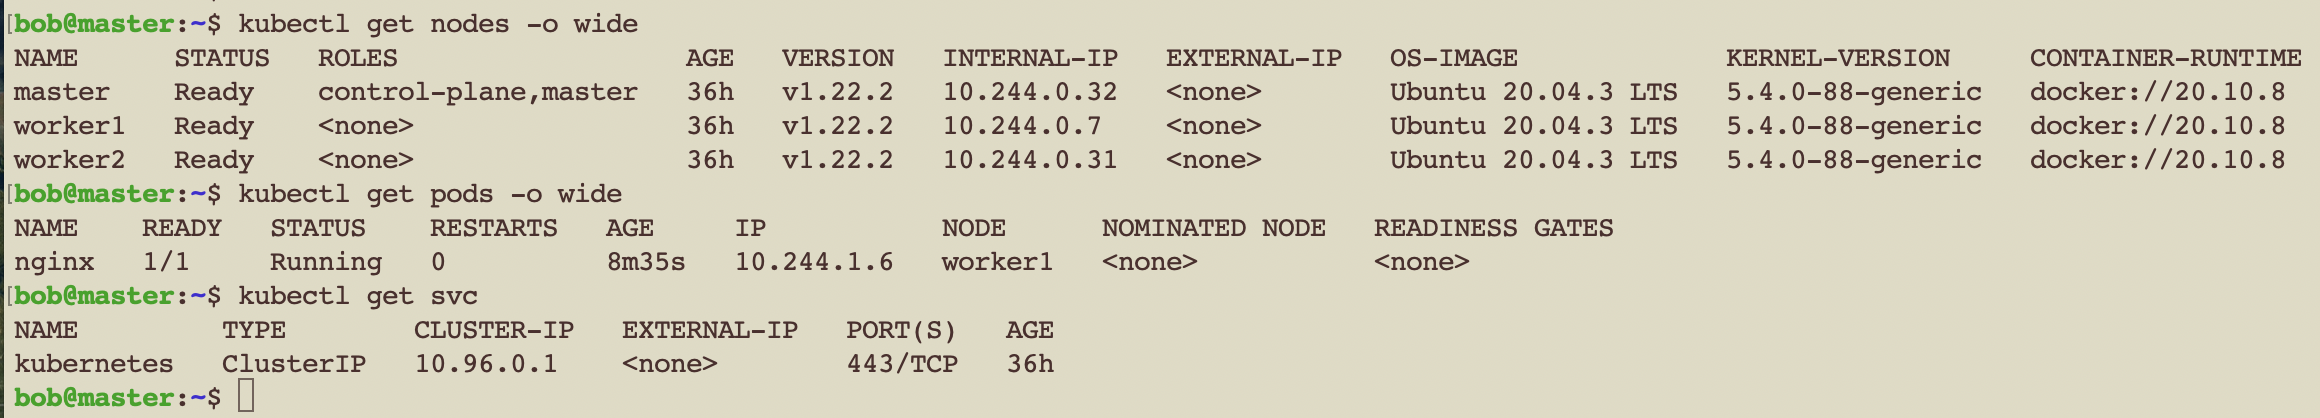 [bob@master:~$ kubectl get nodes -o wide
NAME      STATUS   ROLES                  AGE   VERSION   INTERNAL-IP   EXTERNAL-IP   OS-IMAGE             KERNEL-VERSION     CONTAINER-RUNTIME
master    Ready    control-plane,master   36h   v1.22.2   10.244.0.32   <none>        Ubuntu 20.04.3 LTS   5.4.0-88-generic   docker://20.10.8
worker1   Ready    <none>                 36h   v1.22.2   10.244.0.7    <none>        Ubuntu 20.04.3 LTS   5.4.0-88-generic   docker://20.10.8
worker2   Ready    <none>                 36h   v1.22.2   10.244.0.31   <none>        Ubuntu 20.04.3 LTS   5.4.0-88-generic   docker://20.10.8
[bob@master:~$ kubectl get pods -o wide
NAME    READY   STATUS    RESTARTS   AGE     IP           NODE      NOMINATED NODE   READINESS GATES
nginx   1/1     Running   0          8m35s   10.244.1.6   worker1   <none>           <none>
[bob@master:~$ kubectl get svc
NAME         TYPE        CLUSTER-IP   EXTERNAL-IP   PORT(S)   AGE
kubernetes   ClusterIP   10.96.0.1    <none>        443/TCP   36h
bob@master:~$